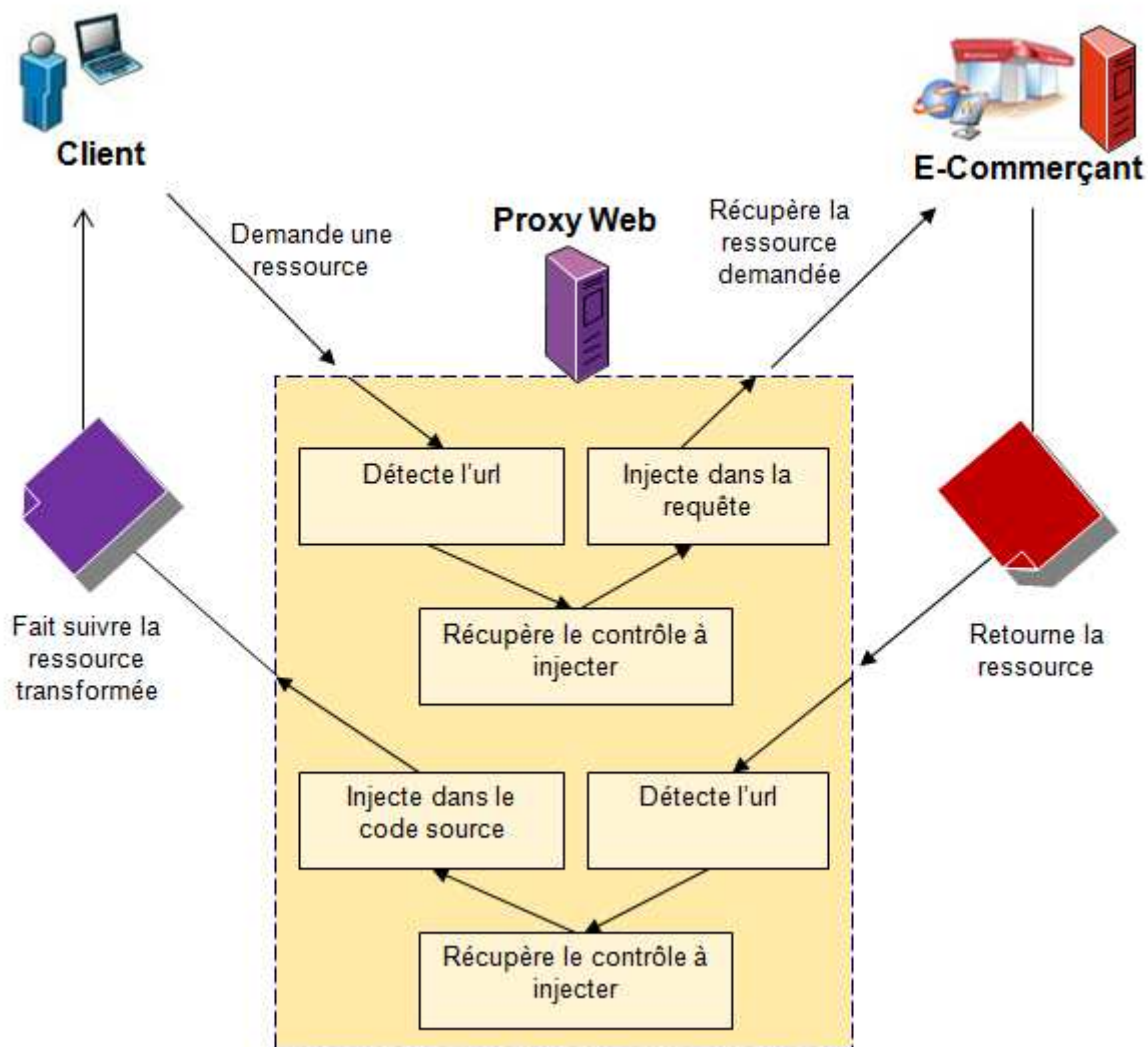 Client
E-Commerçant
Proxy Web
Demande une
ressource
Récupère la
ressource
demandée
Détecte l'url
Injecte dans la
requête
Récupère le contrôle à
injecter
Fait suivre la
ressource
transformée
Retourne la
ressource
Injecte dans le
code source
Détecte l'url
Récupère le contrôle à
injecter